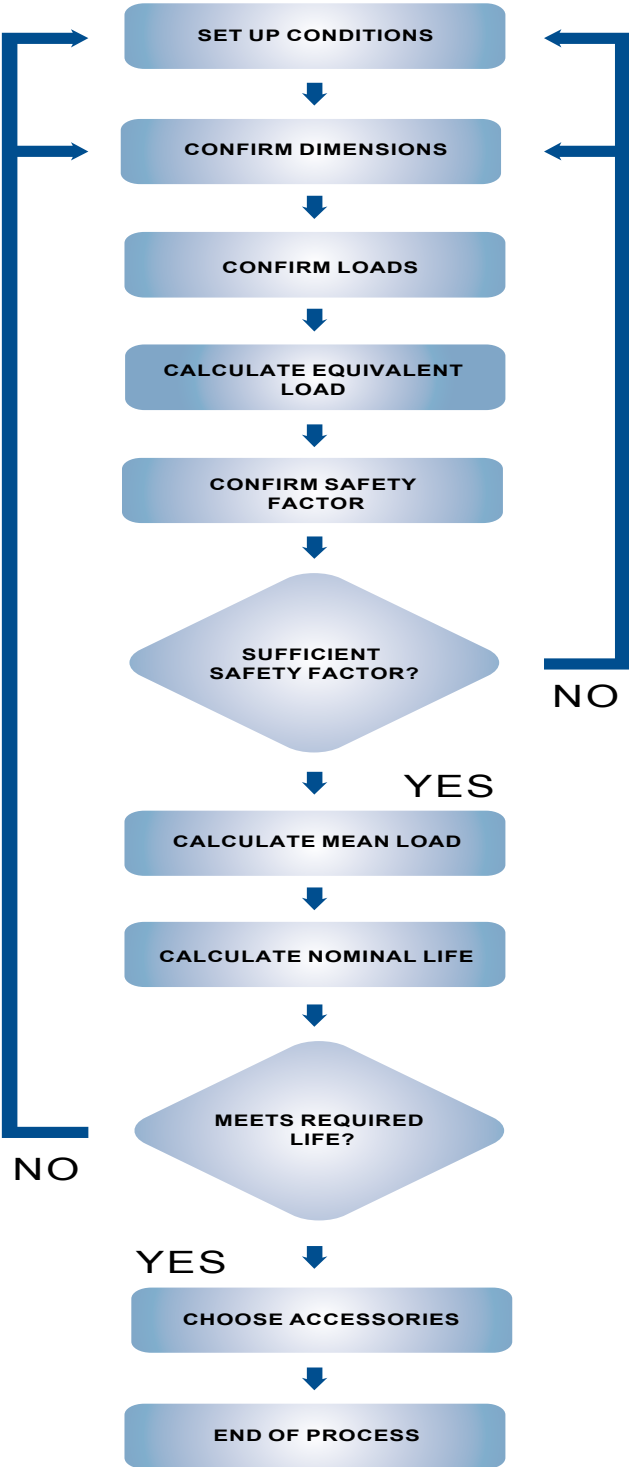 SET UP CONDITIONS
CONFIRM DIMENSIONS
CONFIRM LOADS
CALCULATE EQUIVALENT
LOAD
CONFIRM SAFETY
FACTOR
SUFFICIENT
SAFETY FACTOR?
NO
YES
CALCULATE MEAN LOAD
CALCULATE NOMINAL LIFE
MEETS REQUIRED
LIFE?
NO
YES
CHOOSE ACCESSORIES
END OF PROCESS